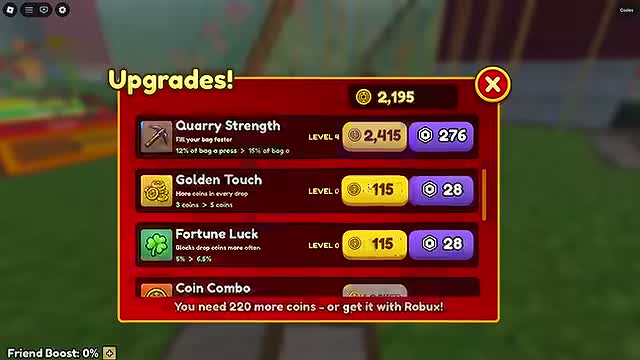 Codes
Upgrades!
2,195
Quarry Strength
Fill your bag faster
12% of bag a press > 15% of bag a
LEVEL 4
2,415
276
Golden Touch
More coins in every drop
3 coins > 5 coins
LEVEL 0
115
28
Fortune Luck
Blocks drop coins more often
5% > 6.5%
LEVEL 0
115
28
Coin Combo
You need 220 more coins - or get it with Robux!
Friend Boost: 0%